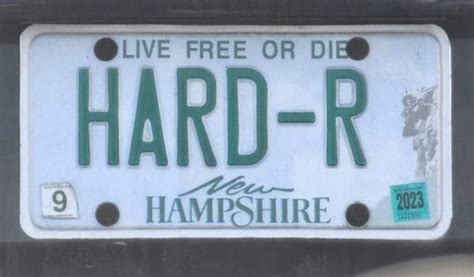 LIVE FREE OR DIE
HARD-R
9
2023
New
HAMPSHIRE